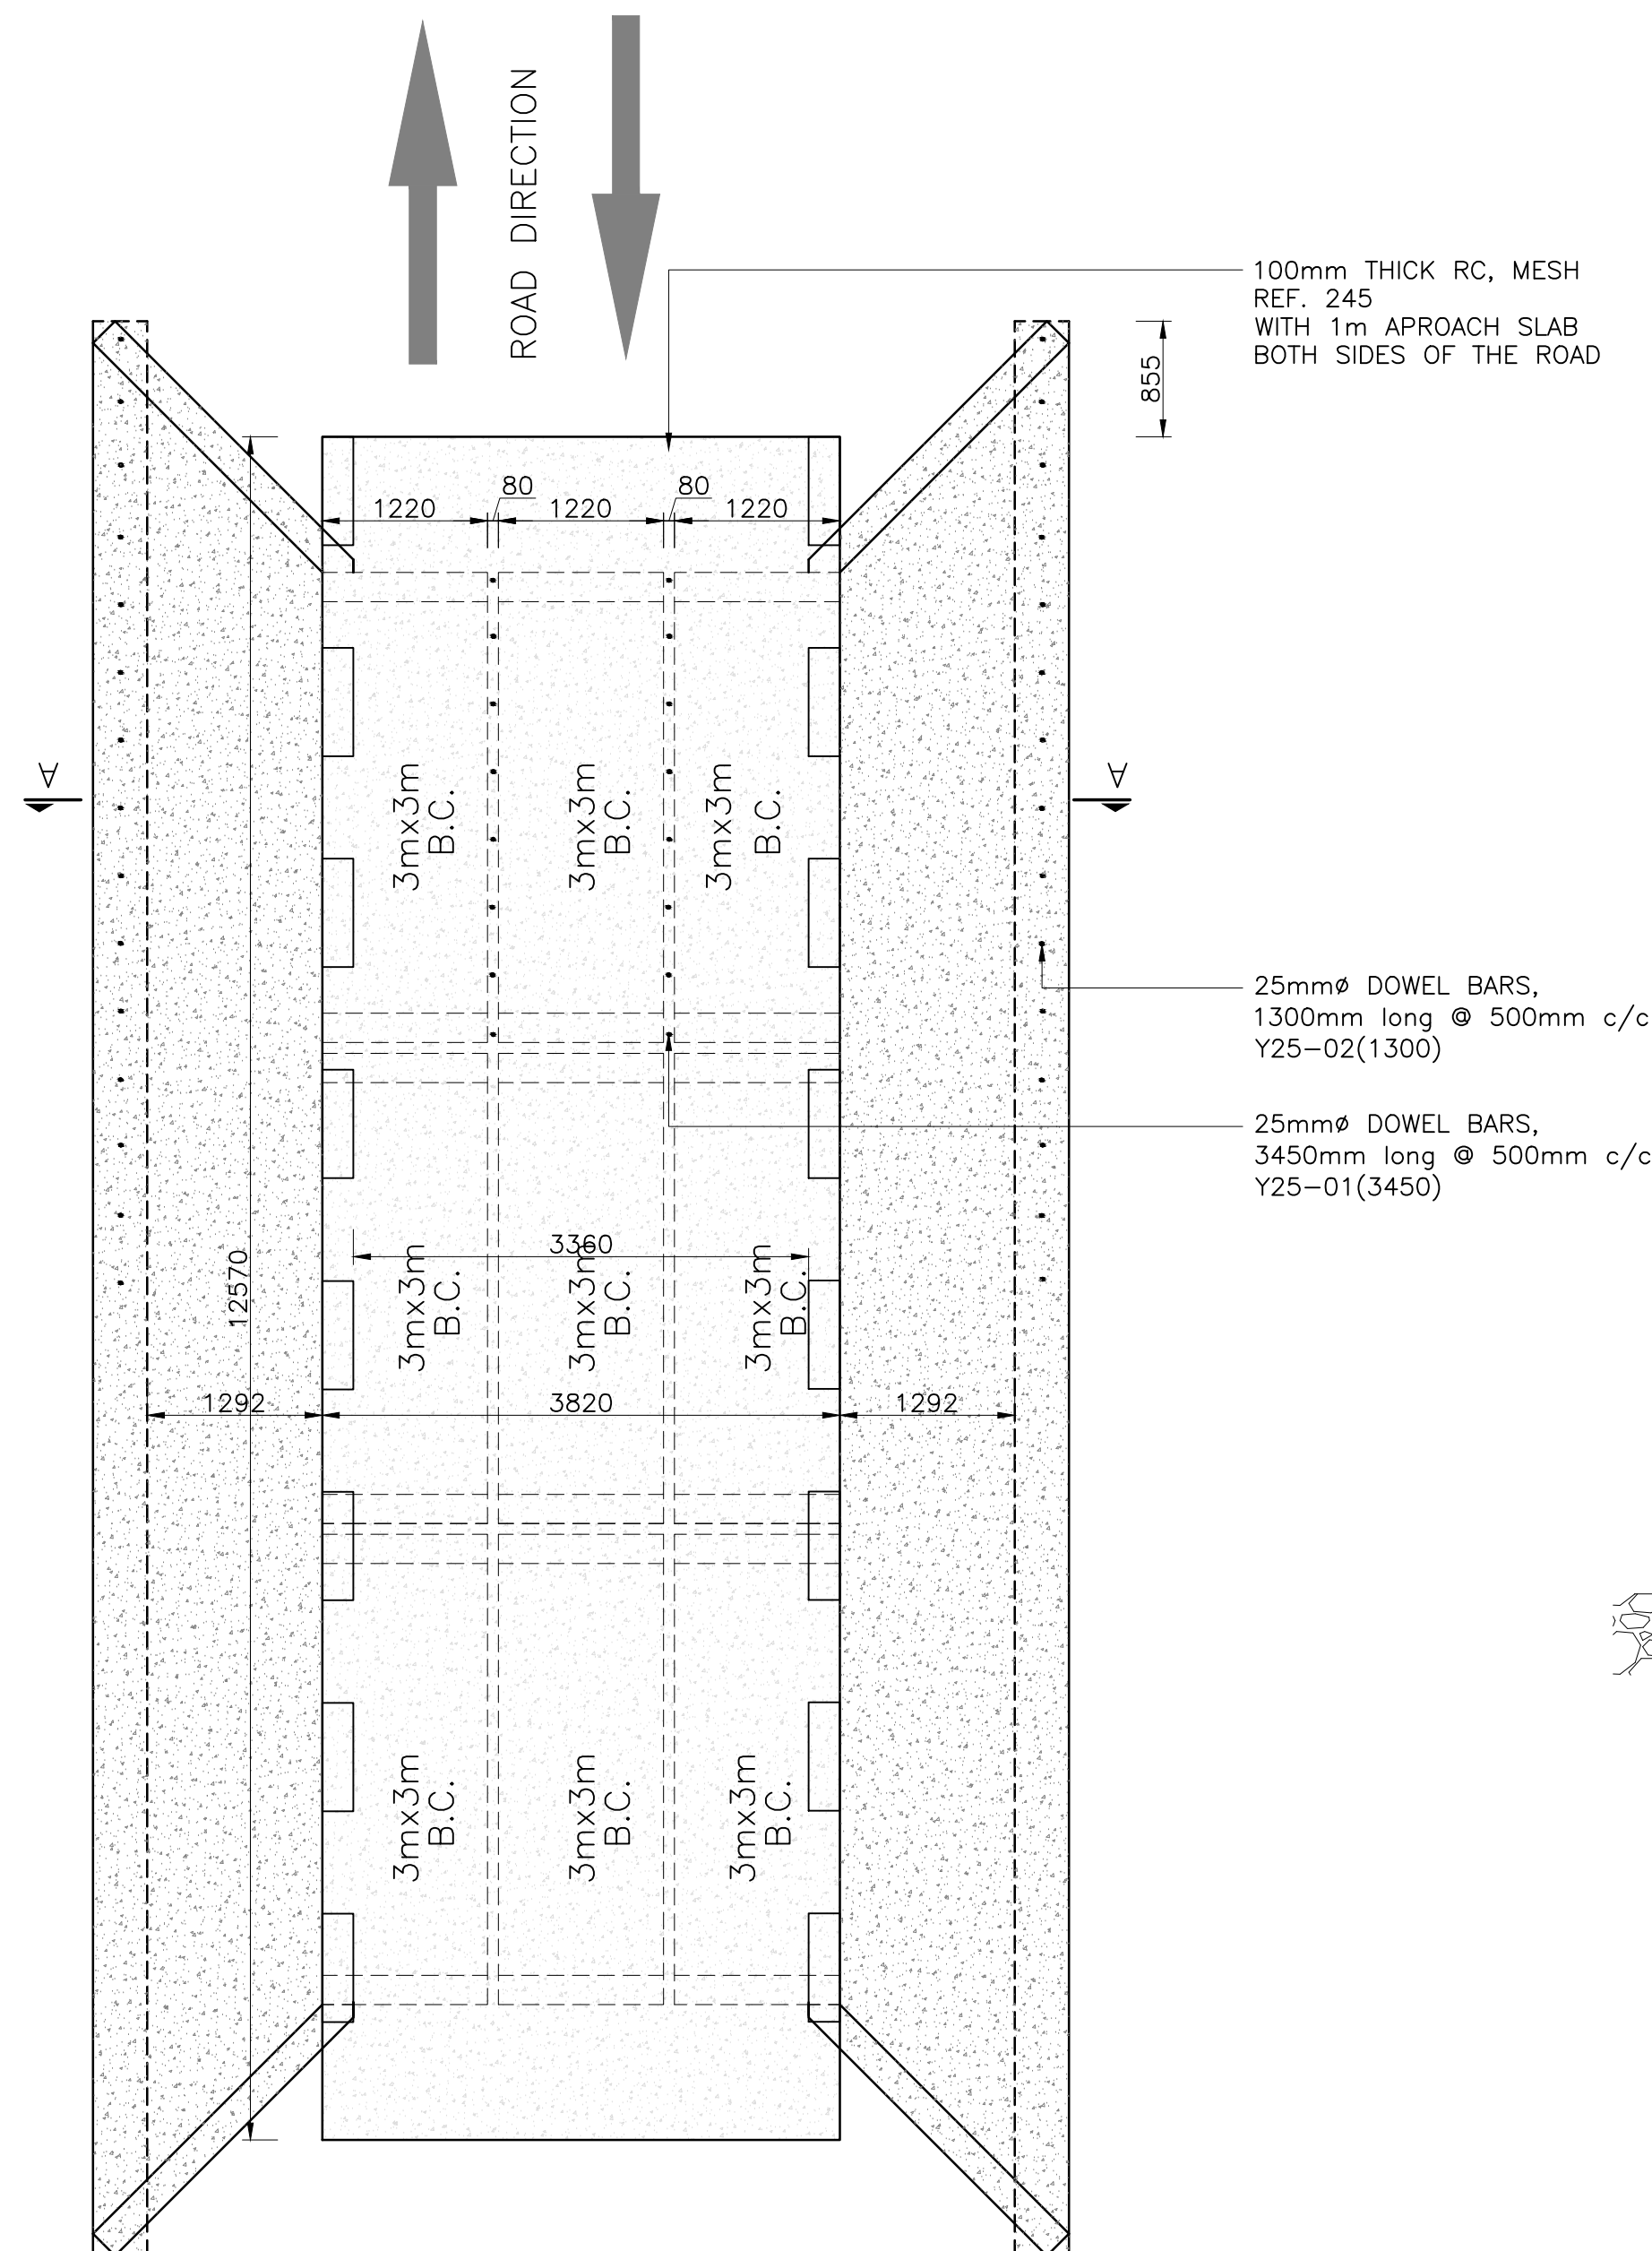 ROAD DIRECTION
100mm THICK RC, MESH
REF. 245
WITH 1m APROACH SLAB
BOTH SIDES OF THE ROAD
855
80
80
1220
1220
1220
A
A
3mx3m
B.C.
3mx3m
B.C.
3mx3m
B.C.
25mmø DOWEL BARS,
1300mm long @ 500mm c/c
Y25-02(1300)
25mmø DOWEL BARS,
3450mm long @ 500mm c/c
Y25-01(3450)
12570
3360
3mx3m
B.C.
3mx3m
B.C.
3mx3m
B.C.
1292
3820
1292
3mx3m
B.C.
3mx3m
B.C.
3mx3m
B.C.